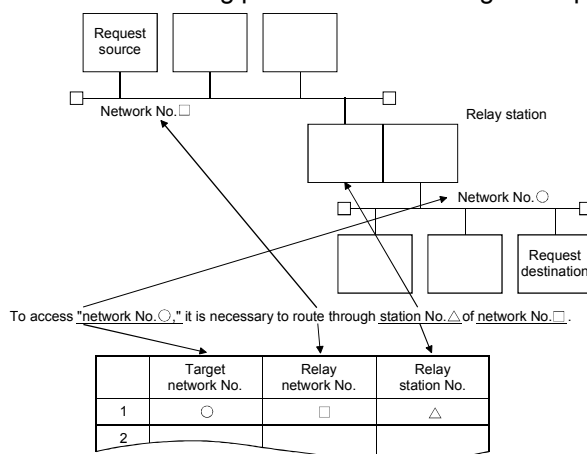 Request
source
Network No.□
Relay station
Network No.○
Request
destination
To access "network No.○," it is necessary to route through station No.△ of network No.□.
Target
network No.
Relay
network No.
Relay
station No.
1 ○ □ △
2